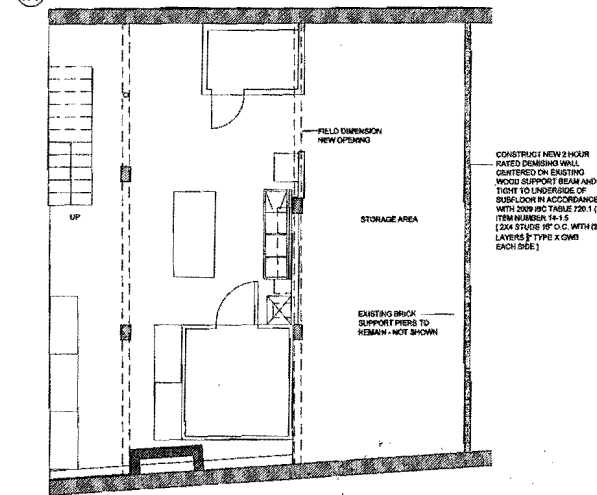 FIELD DIMENSION
NEW OPENING
CONSTRUCT NEW 2 HOUR
RATED DEMISING WALL
CENTERED ON EXISTING
WOOD SUPPORT BEAM AND
TIGHT TO UNDERSIDE OF
SUBFLOOR IN ACCORDANCE
WITH 2009 IBC TABLE 720.1 (
ITEM NUMBER 14-1.5
[ 2X4 STUDS 16" O.C. WITH (2
LAYERS TYPE X GWB
EACH SIDE ]
UP
STORAGE AREA
EXISTING BRICK
SUPPORT PIERS TO
REMAIN - NOT SHOWN